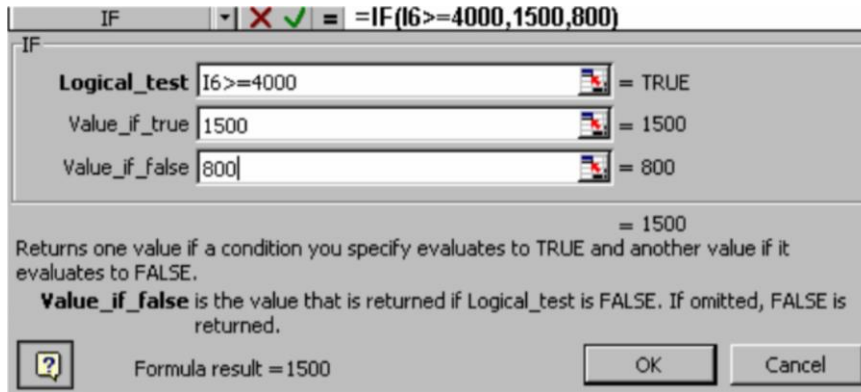 IF = =IF(I6>=4000,1500,800)
IF
Logical_test I6>=4000 = TRUE
Value_if_true 1500 = 1500
Value_if_false 800 = 800
= 1500
Returns one value if a condition you specify evaluates to TRUE and another value if it
evaluates to FALSE.
Value_if_false is the value that is returned if Logical_test is FALSE. If omitted, FALSE is
returned.
? Formula result =1500 OK Cancel